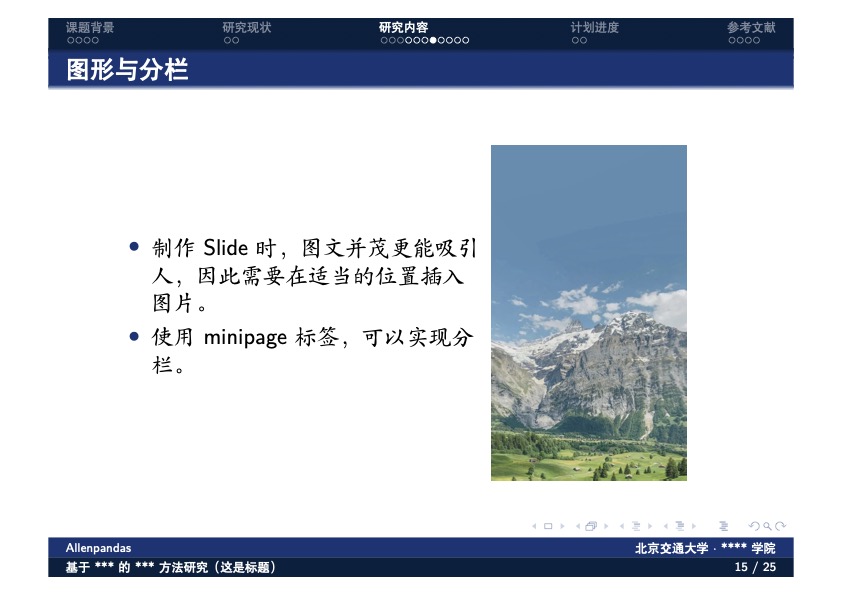 课题背景 研究现状 研究内容 计划进度 参考文献
图形与分栏
制作 Slide 时，图文并茂更能吸引
人，因此需要在适当的位置插入
图片。
使用 minipage 标签，可以实现分
栏。
Allenpandas 北京交通大学 · **** 学院
基于 *** 的 *** 方法研究（这是标题） 15 / 25